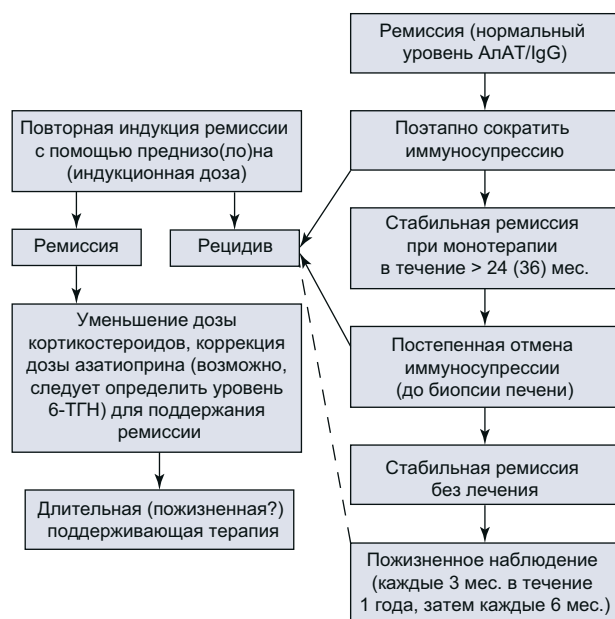 Ремиссия (нормальный
уровень АлАТ/IgG)
Повторная индукция ремиссии
с помощью преднизо(ло)на
(индукционная доза)
Поэтапно сократить
иммуносупрессию
Ремиссия
Рецидив
Стабильная ремиссия
при монотерапии
в течение > 24 (36) мес.
Уменьшение дозы
кортикостероидов, коррекция
дозы азатиоприна (возможно,
следует определить уровень
6-ТГН) для поддержания
ремиссии
Постепенная отмена
иммуносупрессии
(до биопсии печени)
Стабильная ремиссия
без лечения
Длительная (пожизненная?)
поддерживающая терапия
Пожизненное наблюдение
(каждые 3 мес. в течение
1 года, затем каждые 6 мес.)